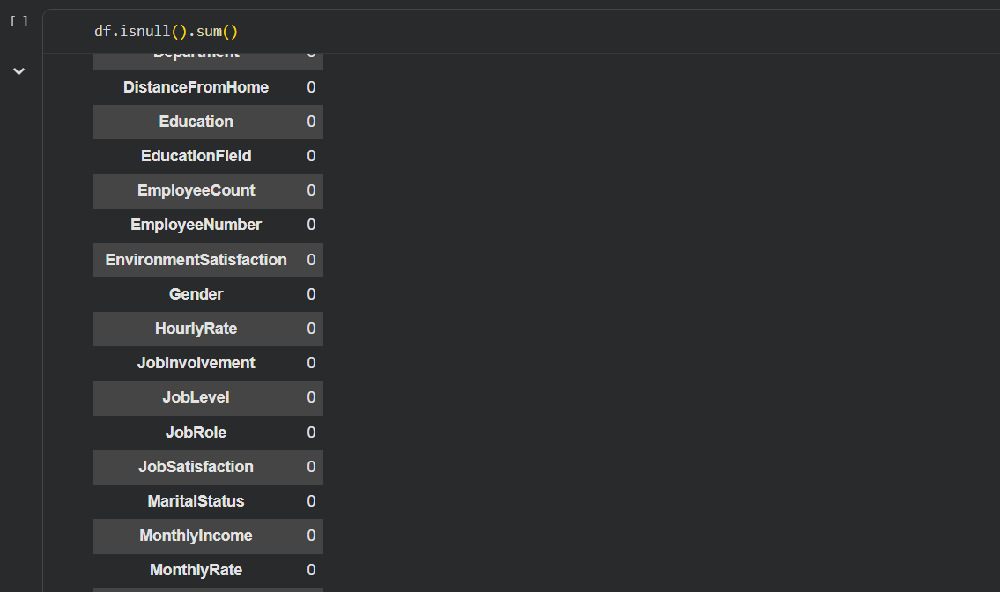 [ ]
df.isnull().sum()
Department 0
DistanceFromHome 0
Education 0
EducationField 0
EmployeeCount 0
EmployeeNumber 0
EnvironmentSatisfaction 0
Gender 0
HourlyRate 0
JobInvolvement 0
JobLevel 0
JobRole 0
JobSatisfaction 0
MaritalStatus 0
MonthlyIncome 0
MonthlyRate 0